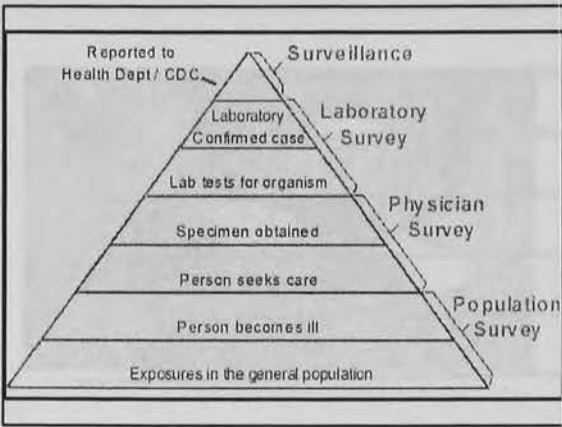 Reported to
Health Dept / CDC
Surveillance
Laboratory
Confirmed case
Laboratory
Survey
Lab tests for organism
Physician
Survey
Specimen obtained
Person seeks care
Population
Survey
Person becomes ill
Exposures in the general population